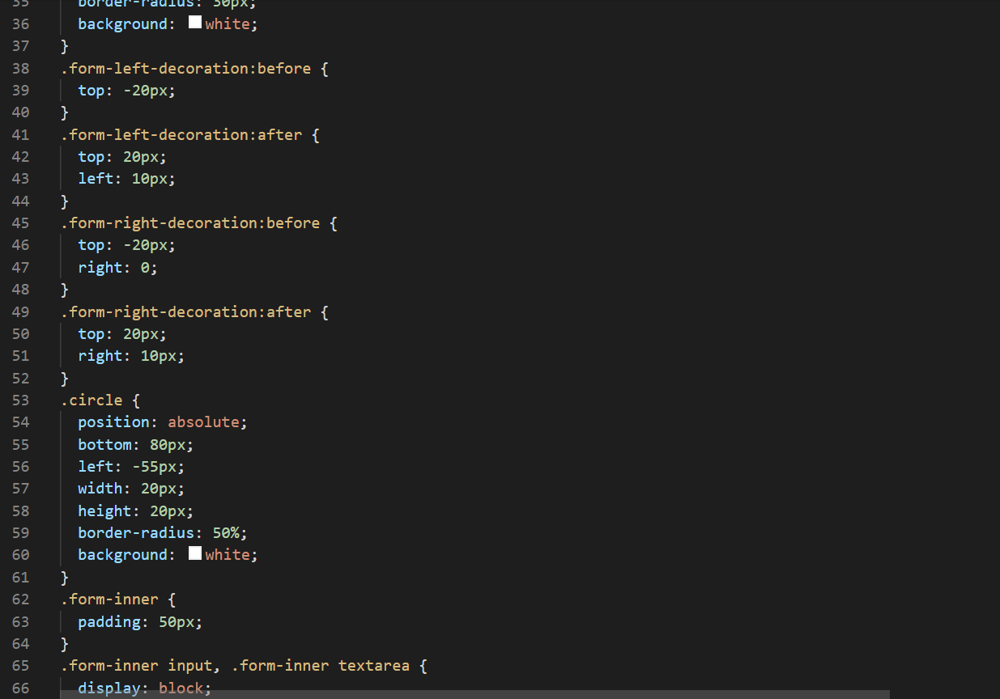 35 border-radius: 50px;
36 background: white;
37 }
38 .form-left-decoration:before {
39 top: -20px;
40 }
41 .form-left-decoration:after {
42 top: 20px;
43 left: 10px;
44 }
45 .form-right-decoration:before {
46 top: -20px;
47 right: 0;
48 }
49 .form-right-decoration:after {
50 top: 20px;
51 right: 10px;
52 }
53 .circle {
54 position: absolute;
55 bottom: 80px;
56 left: -55px;
57 width: 20px;
58 height: 20px;
59 border-radius: 50%;
60 background: white;
61 }
62 .form-inner {
63 padding: 50px;
64 }
65 .form-inner input, .form-inner textarea {
66 display: block;